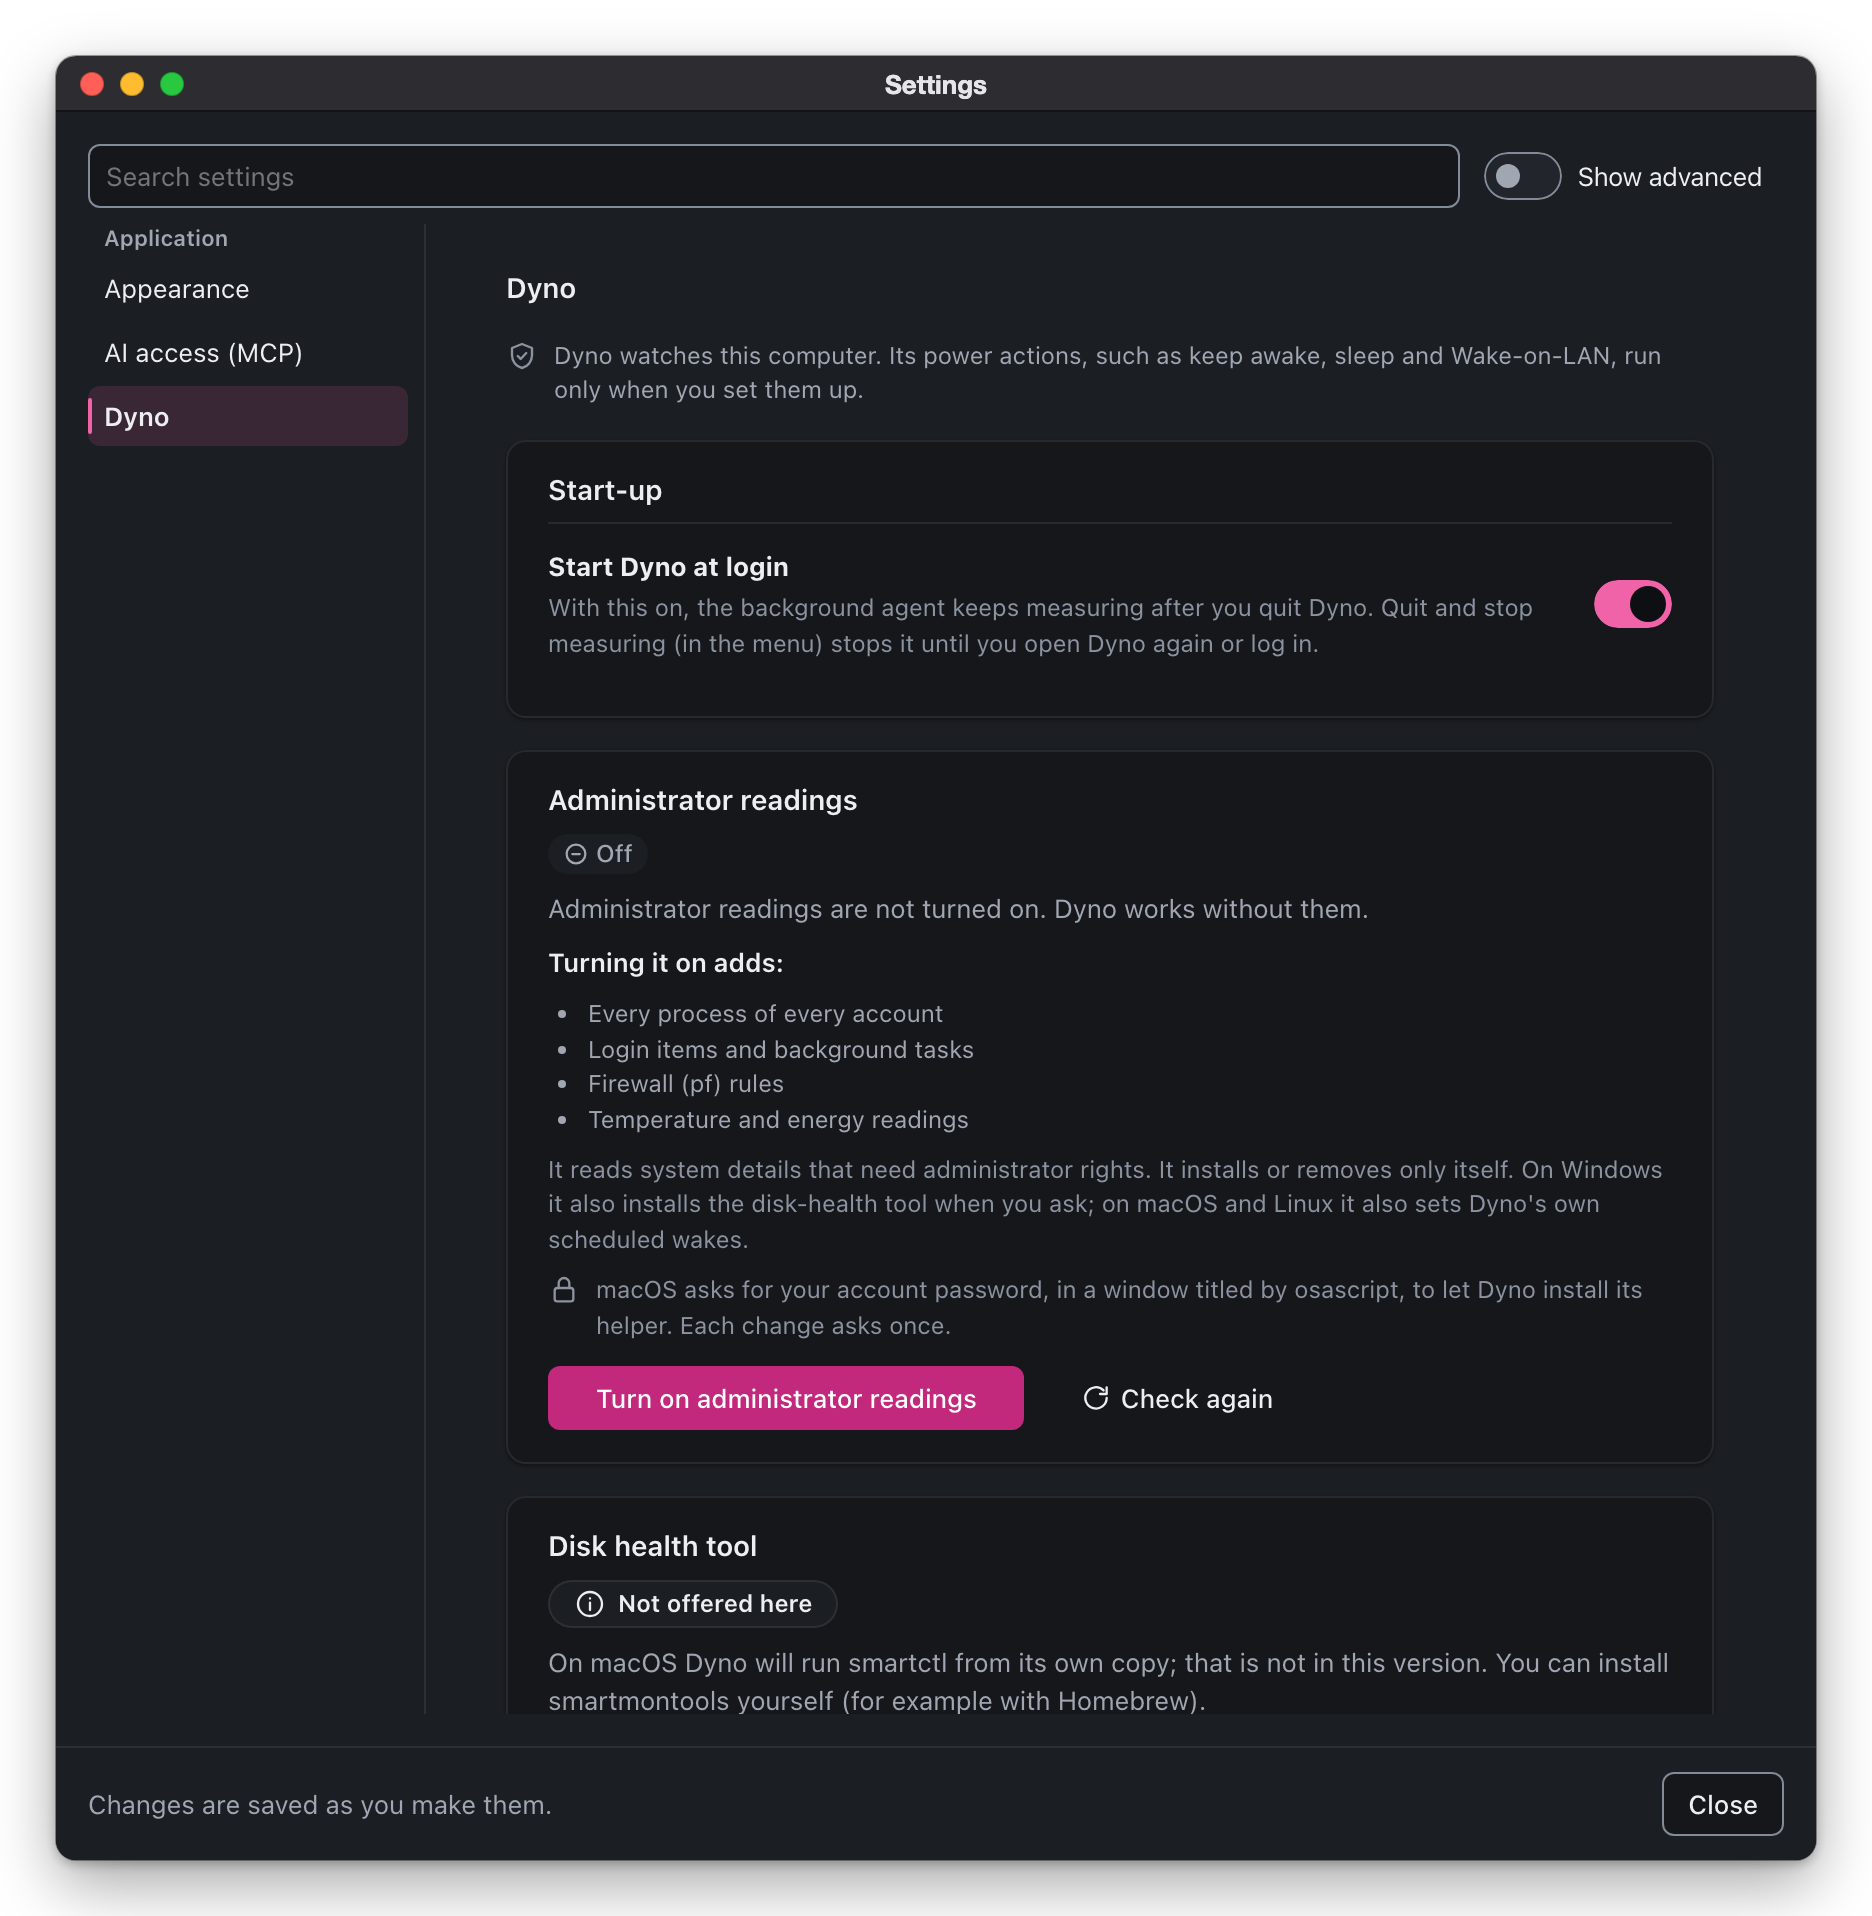 Settings
Search settings
Show advanced
Application
Appearance
AI access (MCP)
Dyno
Dyno
Dyno watches this computer. Its power actions, such as keep awake, sleep and Wake-on-LAN, run
only when you set them up.
Start-up
Start Dyno at login
With this on, the background agent keeps measuring after you quit Dyno. Quit and stop
measuring (in the menu) stops it until you open Dyno again or log in.
Administrator readings
Off
Administrator readings are not turned on. Dyno works without them.
Turning it on adds:
• Every process of every account
• Login items and background tasks
• Firewall (pf) rules
• Temperature and energy readings
It reads system details that need administrator rights. It installs or removes only itself. On Windows
it also installs the disk-health tool when you ask; on macOS and Linux it also sets Dyno's own
scheduled wakes.
macOS asks for your account password, in a window titled by osascript, to let Dyno install its
helper. Each change asks once.
Turn on administrator readings
Check again
Disk health tool
Not offered here
On macOS Dyno will run smartctl from its own copy; that is not in this version. You can install
smartmontools yourself (for example with Homebrew).
Changes are saved as you make them.
Close